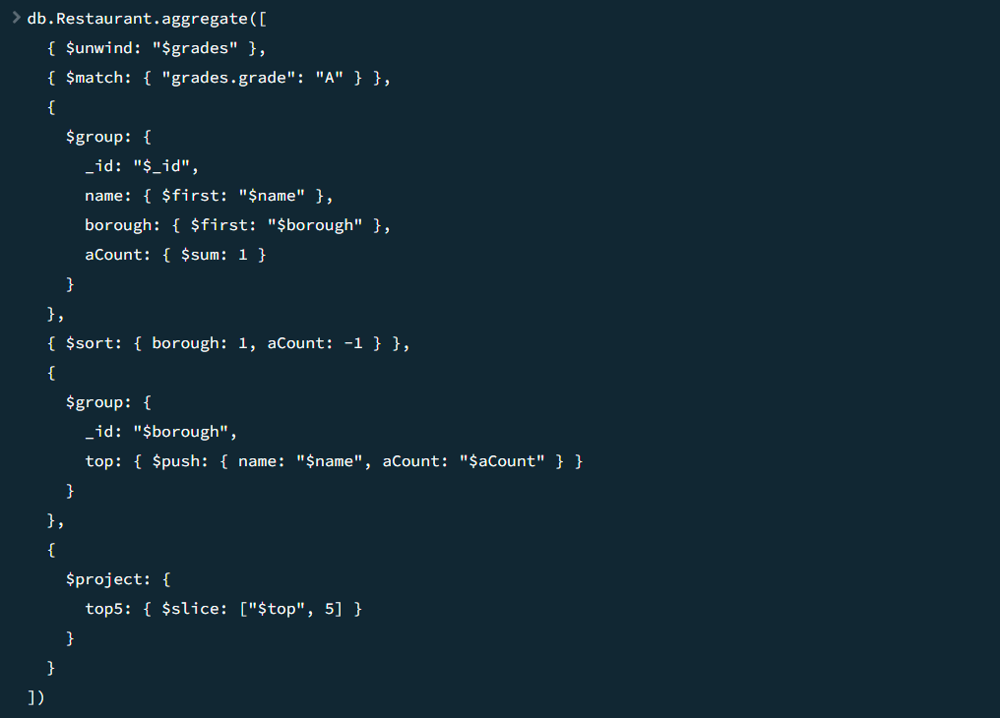 > db.Restaurant.aggregate([
{ $unwind: "$grades" },
{ $match: { "grades.grade": "A" } },
{
$group: {
_id: "$_id",
name: { $first: "$name" },
borough: { $first: "$borough" },
aCount: { $sum: 1 }
}
},
{ $sort: { borough: 1, aCount: -1 } },
{
$group: {
_id: "$borough",
top: { $push: { name: "$name", aCount: "$aCount" } }
}
},
{
$project: {
top5: { $slice: ["$top", 5] }
}
}
])